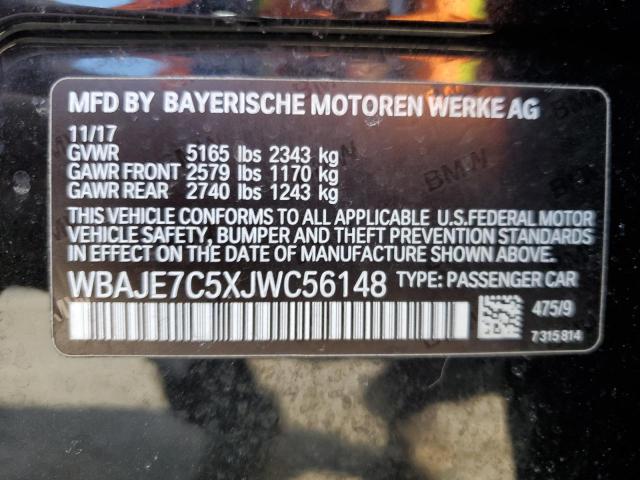 MFD BY BAYERISCHE MOTOREN WERKE AG
11/17
GVWR 5165 lbs 2343 kg
GAWR FRONT 2579 lbs 1170 kg
GAWR REAR 2740 lbs 1243 kg
THIS VEHICLE CONFORMS TO ALL APPLICABLE U.S.FEDERAL MOTOR
VEHICLE SAFETY, BUMPER AND THEFT PREVENTION STANDARDS
IN EFFECT ON THE DATE OF MANUFACTURE SHOWN ABOVE.
WBAJE7C5XJWC56148 TYPE: PASSENGER CAR
475/9
7315814